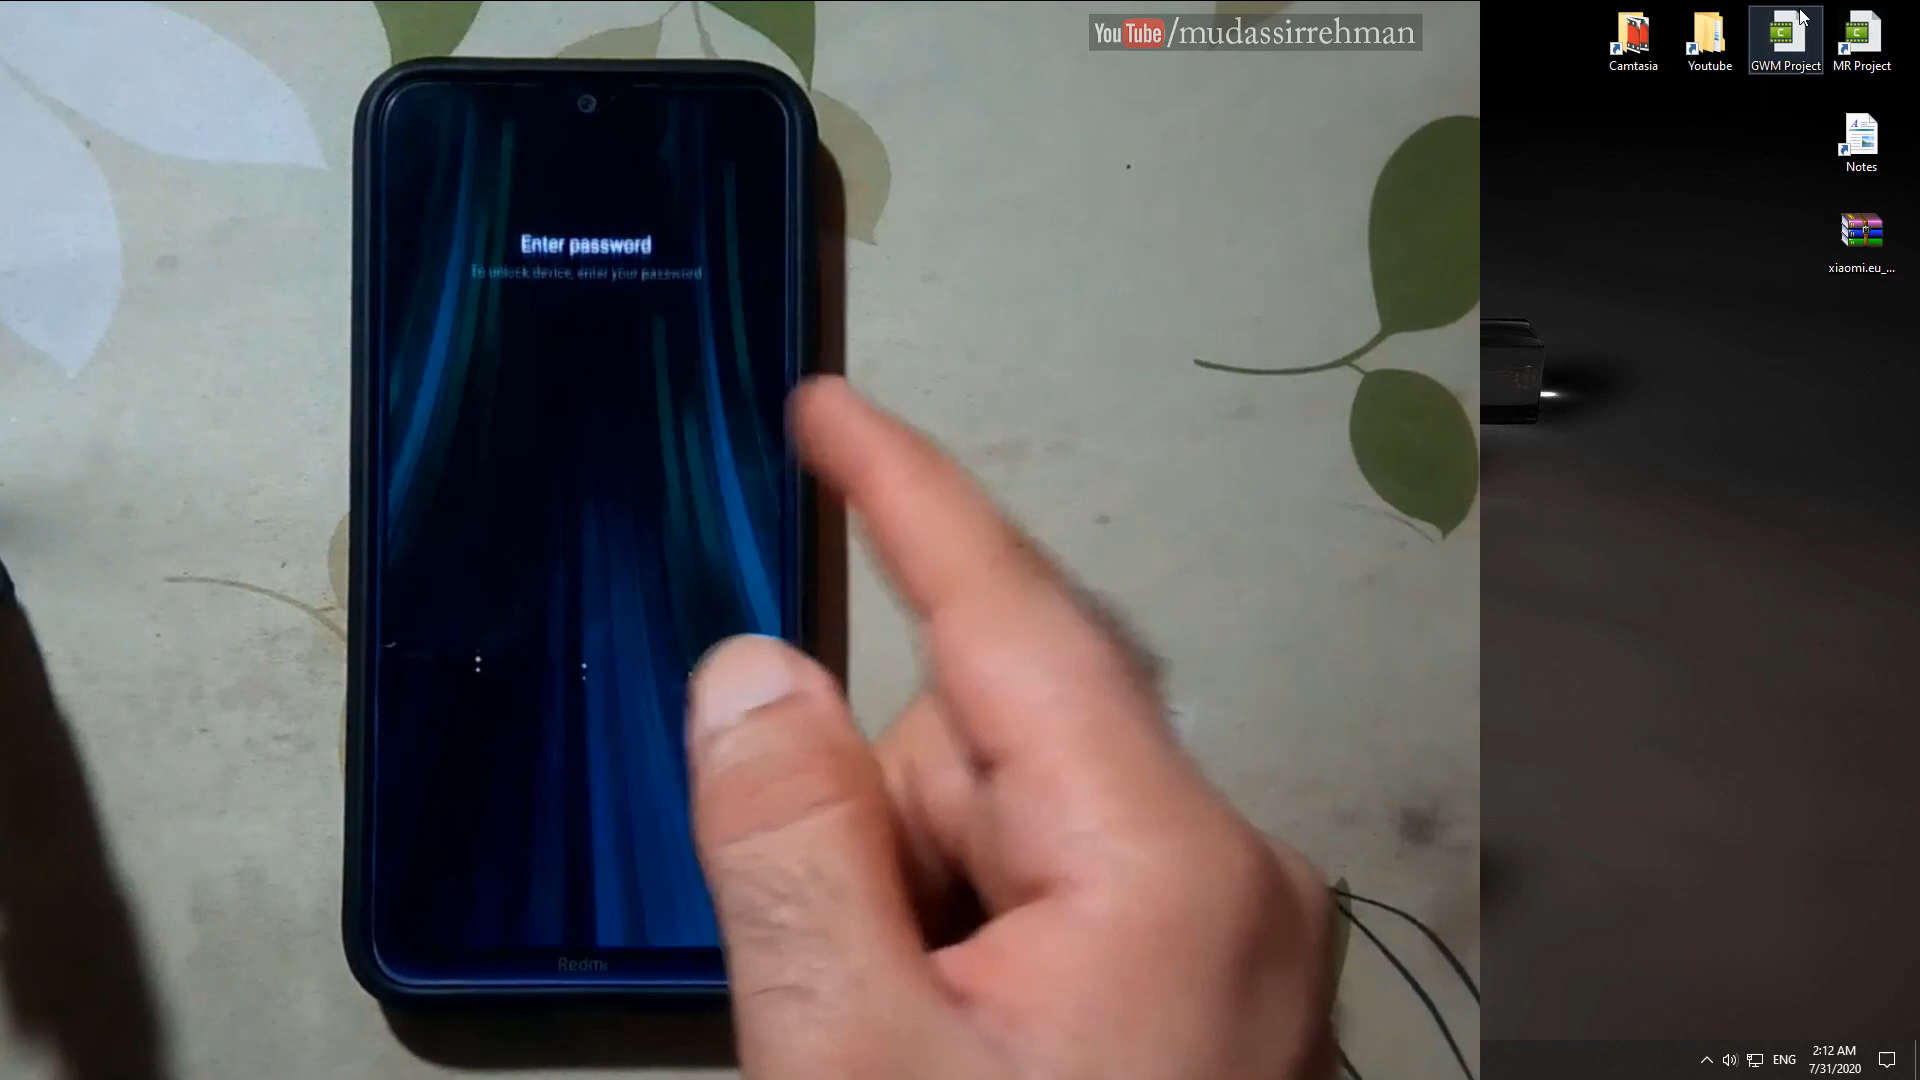 YouTube/mudassirrehman
Enter password
To unlock device, enter your password
Redmi
Camtasia
Youtube
GWM Project
MR Project
Notes
xiaomi.eu_...
ENG
2:12 AM
7/31/2020